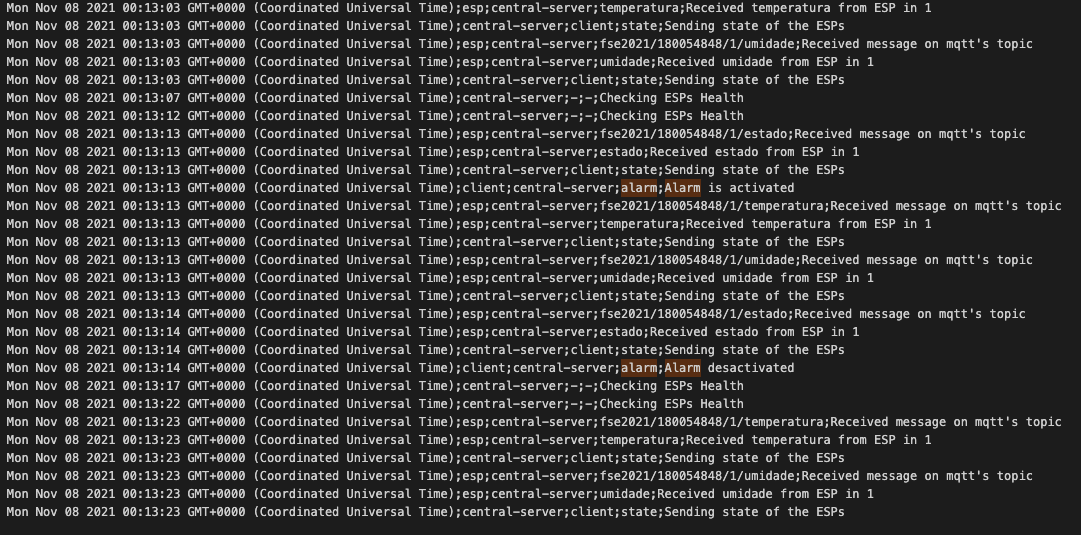 Mon Nov 08 2021 00:13:03 GMT+0000 (Coordinated Universal Time);esp;central-server;temperatura;Received temperatura from ESP in 1
Mon Nov 08 2021 00:13:03 GMT+0000 (Coordinated Universal Time);central-server;client;state;Sending state of the ESPs
Mon Nov 08 2021 00:13:03 GMT+0000 (Coordinated Universal Time);esp;central-server;fse2021/180054848/1/umidade;Received message on mqtt's topic
Mon Nov 08 2021 00:13:03 GMT+0000 (Coordinated Universal Time);esp;central-server;umidade;Received umidade from ESP in 1
Mon Nov 08 2021 00:13:03 GMT+0000 (Coordinated Universal Time);central-server;client;state;Sending state of the ESPs
Mon Nov 08 2021 00:13:07 GMT+0000 (Coordinated Universal Time);central-server;-;-;Checking ESPs Health
Mon Nov 08 2021 00:13:12 GMT+0000 (Coordinated Universal Time);central-server;-;-;Checking ESPs Health
Mon Nov 08 2021 00:13:13 GMT+0000 (Coordinated Universal Time);esp;central-server;fse2021/180054848/1/estado;Received message on mqtt's topic
Mon Nov 08 2021 00:13:13 GMT+0000 (Coordinated Universal Time);esp;central-server;estado;Received estado from ESP in 1
Mon Nov 08 2021 00:13:13 GMT+0000 (Coordinated Universal Time);central-server;client;state;Sending state of the ESPs
Mon Nov 08 2021 00:13:13 GMT+0000 (Coordinated Universal Time);client;central-server;alarm;Alarm is activated
Mon Nov 08 2021 00:13:13 GMT+0000 (Coordinated Universal Time);esp;central-server;fse2021/180054848/1/temperatura;Received message on mqtt's topic
Mon Nov 08 2021 00:13:13 GMT+0000 (Coordinated Universal Time);esp;central-server;temperatura;Received temperatura from ESP in 1
Mon Nov 08 2021 00:13:13 GMT+0000 (Coordinated Universal Time);central-server;client;state;Sending state of the ESPs
Mon Nov 08 2021 00:13:13 GMT+0000 (Coordinated Universal Time);esp;central-server;fse2021/180054848/1/umidade;Received message on mqtt's topic
Mon Nov 08 2021 00:13:13 GMT+0000 (Coordinated Universal Time);esp;central-server;umidade;Received umidade from ESP in 1
Mon Nov 08 2021 00:13:13 GMT+0000 (Coordinated Universal Time);central-server;client;state;Sending state of the ESPs
Mon Nov 08 2021 00:13:14 GMT+0000 (Coordinated Universal Time);esp;central-server;fse2021/180054848/1/estado;Received message on mqtt's topic
Mon Nov 08 2021 00:13:14 GMT+0000 (Coordinated Universal Time);esp;central-server;estado;Received estado from ESP in 1
Mon Nov 08 2021 00:13:14 GMT+0000 (Coordinated Universal Time);central-server;client;state;Sending state of the ESPs
Mon Nov 08 2021 00:13:14 GMT+0000 (Coordinated Universal Time);client;central-server;alarm;Alarm desactivated
Mon Nov 08 2021 00:13:17 GMT+0000 (Coordinated Universal Time);central-server;-;-;Checking ESPs Health
Mon Nov 08 2021 00:13:22 GMT+0000 (Coordinated Universal Time);central-server;-;-;Checking ESPs Health
Mon Nov 08 2021 00:13:23 GMT+0000 (Coordinated Universal Time);esp;central-server;fse2021/180054848/1/temperatura;Received message on mqtt's topic
Mon Nov 08 2021 00:13:23 GMT+0000 (Coordinated Universal Time);esp;central-server;temperatura;Received temperatura from ESP in 1
Mon Nov 08 2021 00:13:23 GMT+0000 (Coordinated Universal Time);central-server;client;state;Sending state of the ESPs
Mon Nov 08 2021 00:13:23 GMT+0000 (Coordinated Universal Time);esp;central-server;fse2021/180054848/1/umidade;Received message on mqtt's topic
Mon Nov 08 2021 00:13:23 GMT+0000 (Coordinated Universal Time);esp;central-server;umidade;Received umidade from ESP in 1
Mon Nov 08 2021 00:13:23 GMT+0000 (Coordinated Universal Time);central-server;client;state;Sending state of the ESPs